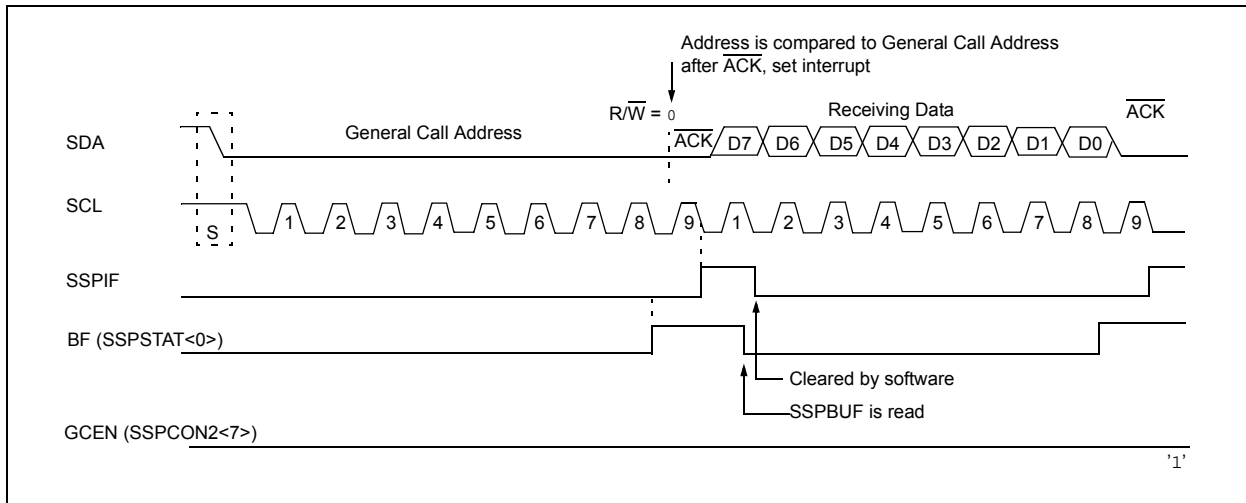 Address is compared to General Call Address
after ACK, set interrupt
R/W = 0
Receiving Data
ACK
General Call Address
SDA
ACK
D7 D6 D5 D4 D3 D2 D1 D0
SCL
S
1 2 3 4 5 6 7 8 9 1 2 3 4 5 6 7 8 9
SSPIF
BF (SSPSTAT<0>)
Cleared by software
SSPBUF is read
GCEN (SSPCON2<7>)
'1'